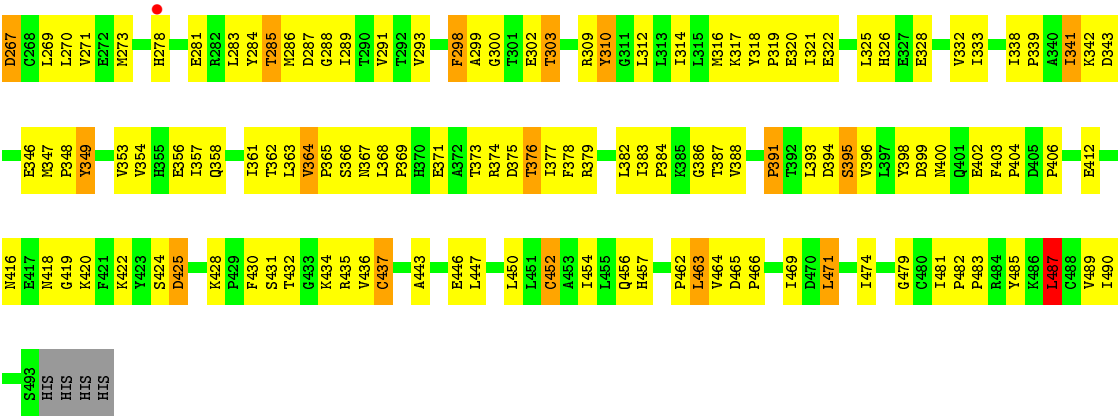 D267 C268 L269 L270 V271 E272 M273 H278 E281 R282 L283 Y284 T285 M286 D287 G288 I289 T290 V291 T292 V293 F298 A299 G300 T301 E302 T303 R309 Y310 G311 L312 L313 I314 L315 M316 K317 Y318 P319 E320 I321 E322 L325 H326 E327 E328 V332 I333 I338 P339 A340 I341 K342 D343
E346 M347 P348 Y349 V353 V354 H355 E356 I357 Q358 I361 T362 L363 V364 P365 S366 N367 L368 P369 H370 E371 A372 T373 R374 D375 T376 I377 F378 R379 L382 I383 P384 K385 G386 T387 V388 P391 T392 L393 D394 S395 V396 L397 Y398 D399 N400 Q401 E402 F403 P404 D405 P406 E412
N416 E417 N418 G419 K420 F421 K422 Y423 S424 D425 K428 P429 F430 S431 T432 G433 K434 R435 V436 C437 A443 E446 L447 L450 L451 C452 A453 I454 L455 Q456 H457 P462 L463 V464 D465 P466 I469 D470 L471 I474 G479 C480 I481 P482 P483 R484 Y485 K486 L487 C488 V489 I490
S493 HIS HIS HIS HIS